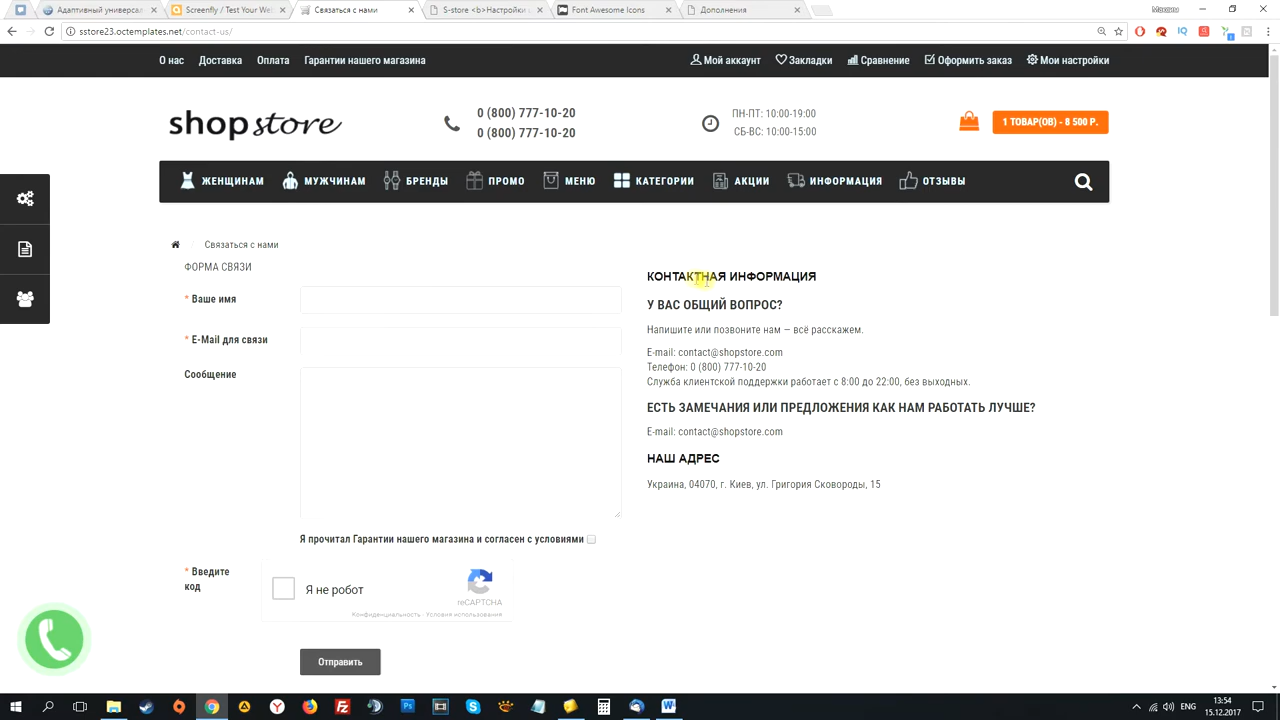 Адаптивный универсал
Screenfly / Test Your Web
Связаться с нами
S-store <b>Настройки
Font Awesome Icons
Дополнения
sstore23.octemplates.net/contact-us/
О нас Доставка Оплата Гарантии нашего магазина Мой аккаунт Закладки Сравнение Оформить заказ Мои настройки
shop store
0 (800) 777-10-20
0 (800) 777-10-20
ПН-ПТ: 10:00-19:00
СБ-ВС: 10:00-15:00
1 ТОВАР(ОВ) - 8 500 Р.
ЖЕНЩИНАМ МУЖЧИНАМ БРЕНДЫ ПРОМО МЕНЮ КАТЕГОРИИ АКЦИИ ИНФОРМАЦИЯ ОТЗЫВЫ
/ Связаться с нами
ФОРМА СВЯЗИ
* Ваше имя
* E-Mail для связи
Сообщение
Я прочитал Гарантии нашего магазина и согласен с условиями
* Введите
код
Я не робот
reCAPTCHA
Конфиденциальность - Условия использования
Отправить
КОНТАКТНАЯ ИНФОРМАЦИЯ
У ВАС ОБЩИЙ ВОПРОС?
Напишите или позвоните нам — всё расскажем.
E-mail: contact@shopstore.com
Телефон: 0 (800) 777-10-20
Служба клиентской поддержки работает с 8:00 до 22:00, без выходных.
ЕСТЬ ЗАМЕЧАНИЯ ИЛИ ПРЕДЛОЖЕНИЯ КАК НАМ РАБОТАТЬ ЛУЧШЕ?
E-mail: contact@shopstore.com
НАШ АДРЕС
Украина, 04070, г. Киев, ул. Григория Сковороды, 15
ENG
13:54
15.12.2017